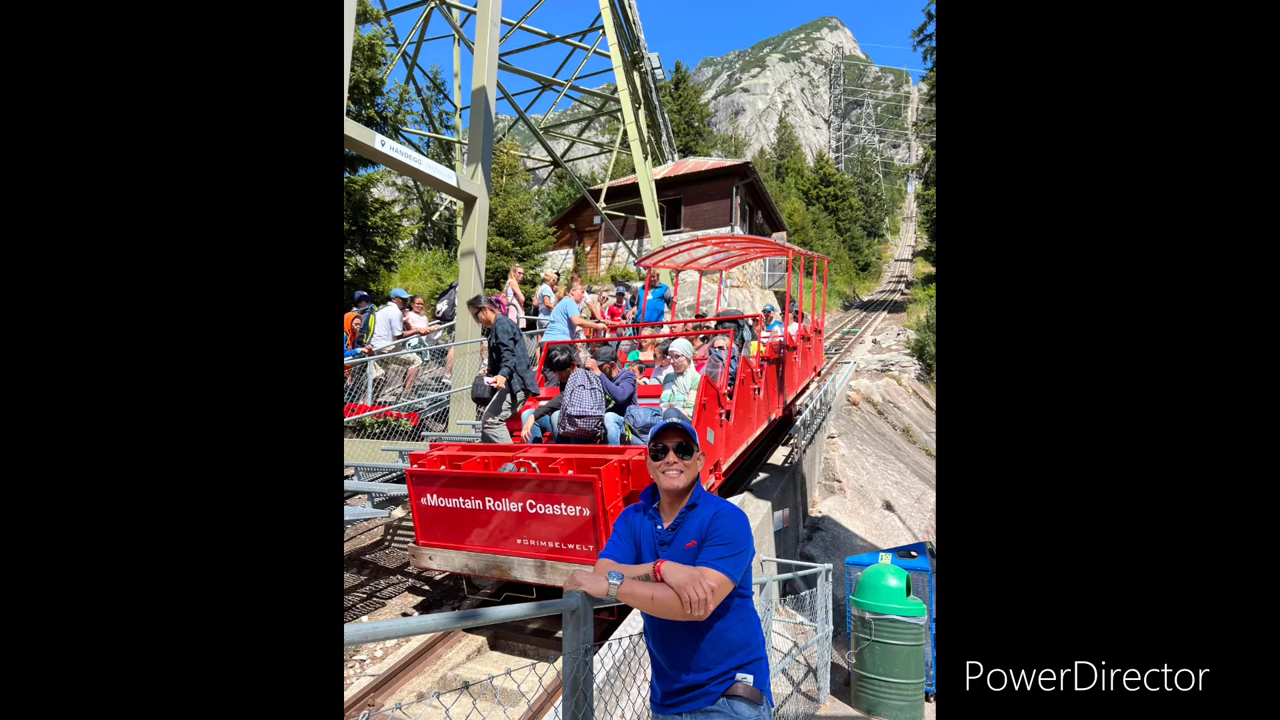 HANDEGG
«Mountain Roller Coaster»
#GRIMSELWELT
PowerDirector